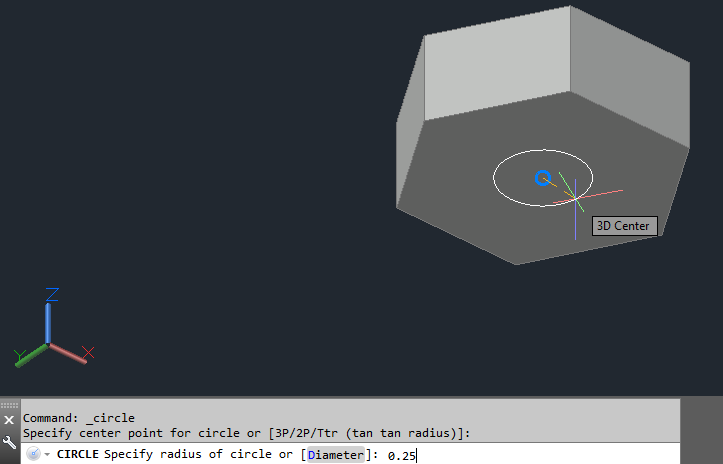 3D Center
Z
Y
X
Command: _circle
Specify center point for circle or [3P/2P/Ttr (tan tan radius)]:
CIRCLE Specify radius of circle or [Diameter]: 0.25